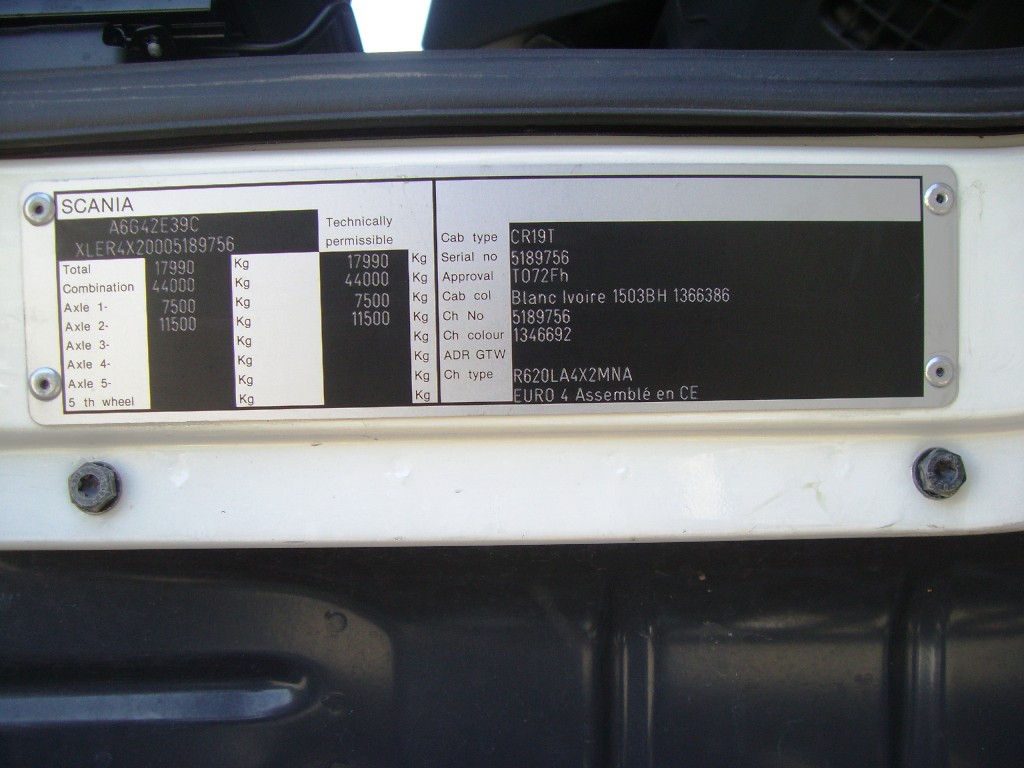 SCANIA
A6G42E39C
XLER4X20005189756
Technically
permissible
Total 17990 Kg 17990 Kg
Combination 44000 Kg 44000 Kg
Axle 1- 7500 Kg 7500 Kg
Axle 2- 11500 Kg 11500 Kg
Axle 3- Kg Kg
Axle 4- Kg Kg
Axle 5- Kg Kg
5 th wheel Kg Kg
Cab type CR19T
Serial no 5189756
Approval T072Fh
Cab col Blanc Ivoire 1503BH 1366386
Ch No 5189756
Ch colour 1346692
ADR GTW
Ch type R620LA4X2MNA
EURO 4 Assemblé en CE